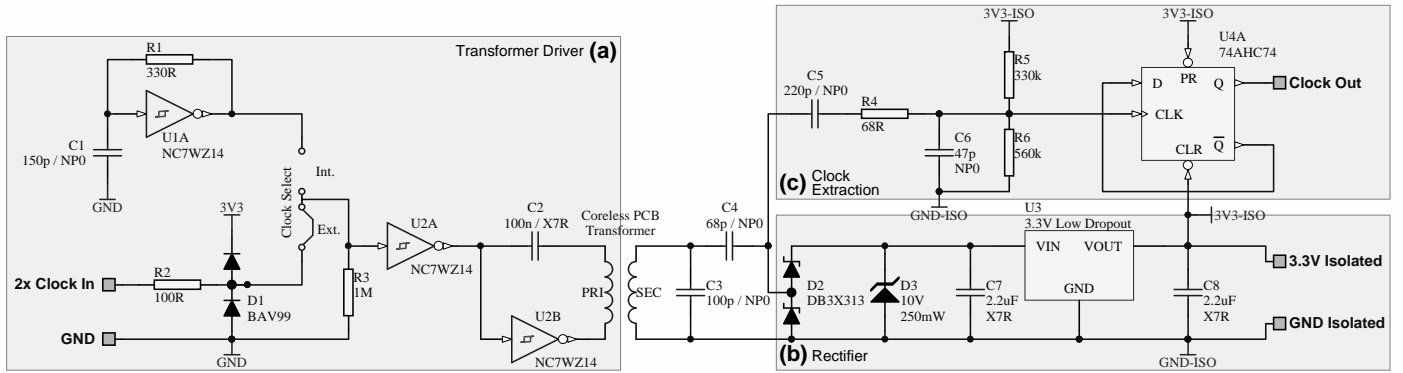 Transformer Driver (a)
R1
330R
U1A
NC7WZ14
C1
150p / NP0
GND
Clock Select
Int.
Ext.
3V3
2x Clock In
R2
100R
D1
BAV99
GND
GND
R3
1M
U2A
NC7WZ14
C2
100n / X7R
U2B
NC7WZ14
Coreless PCB
Transformer
PRI
SEC
C4
68p / NP0
C3
100p / NP0
3V3-ISO
3V3-ISO
U4A
74AHC74
C5
220p / NP0
R4
68R
R5
330k
R6
560k
C6
47p
NP0
GND-ISO
D
PR
Q
CLK
CLR
Q
Clock Out
(c) Clock
Extraction
3V3-ISO
U3
3.3V Low Dropout
VIN
VOUT
GND
D2
DB3X313
D3
10V
250mW
C7
2.2uF
X7R
C8
2.2uF
X7R
3.3V Isolated
GND Isolated
GND-ISO
(b) Rectifier